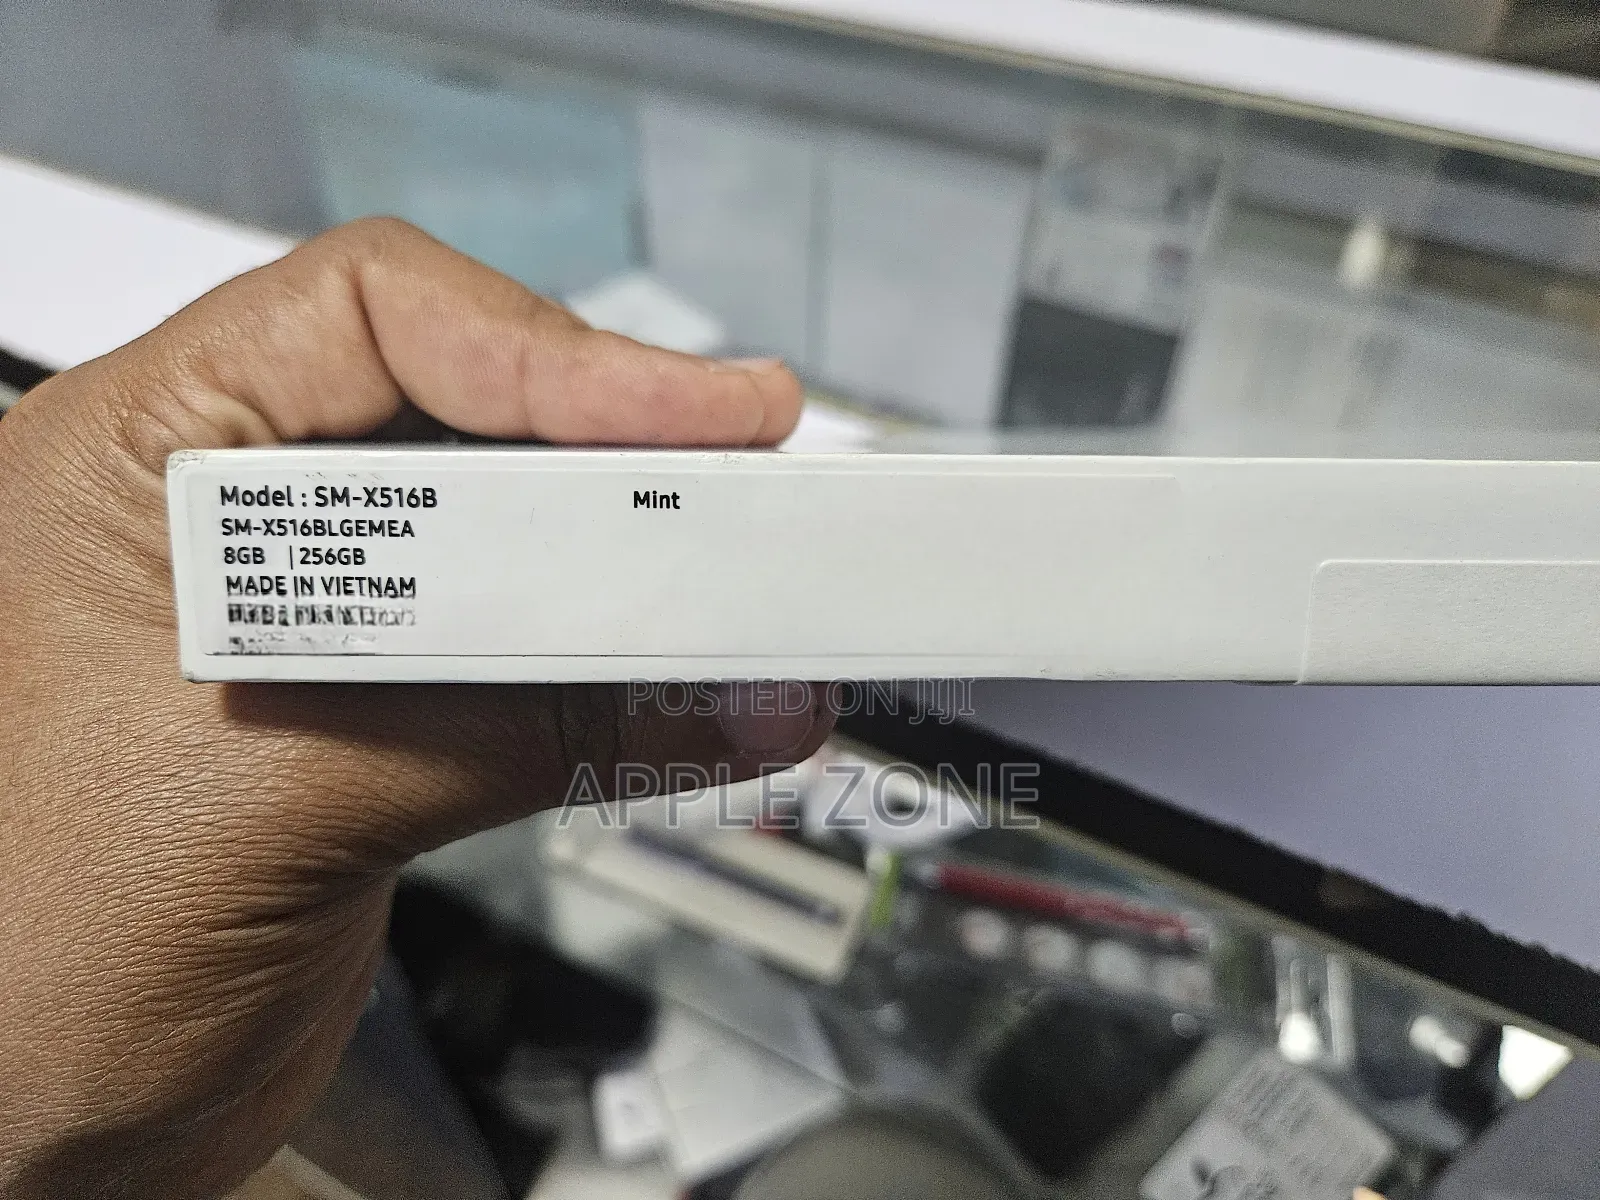 Model : SM-X516B
Mint
SM-X516BLGEMEA
8GB | 256GB
MADE IN VIETNAM
POSTED ON JIJI
APPLE ZONE